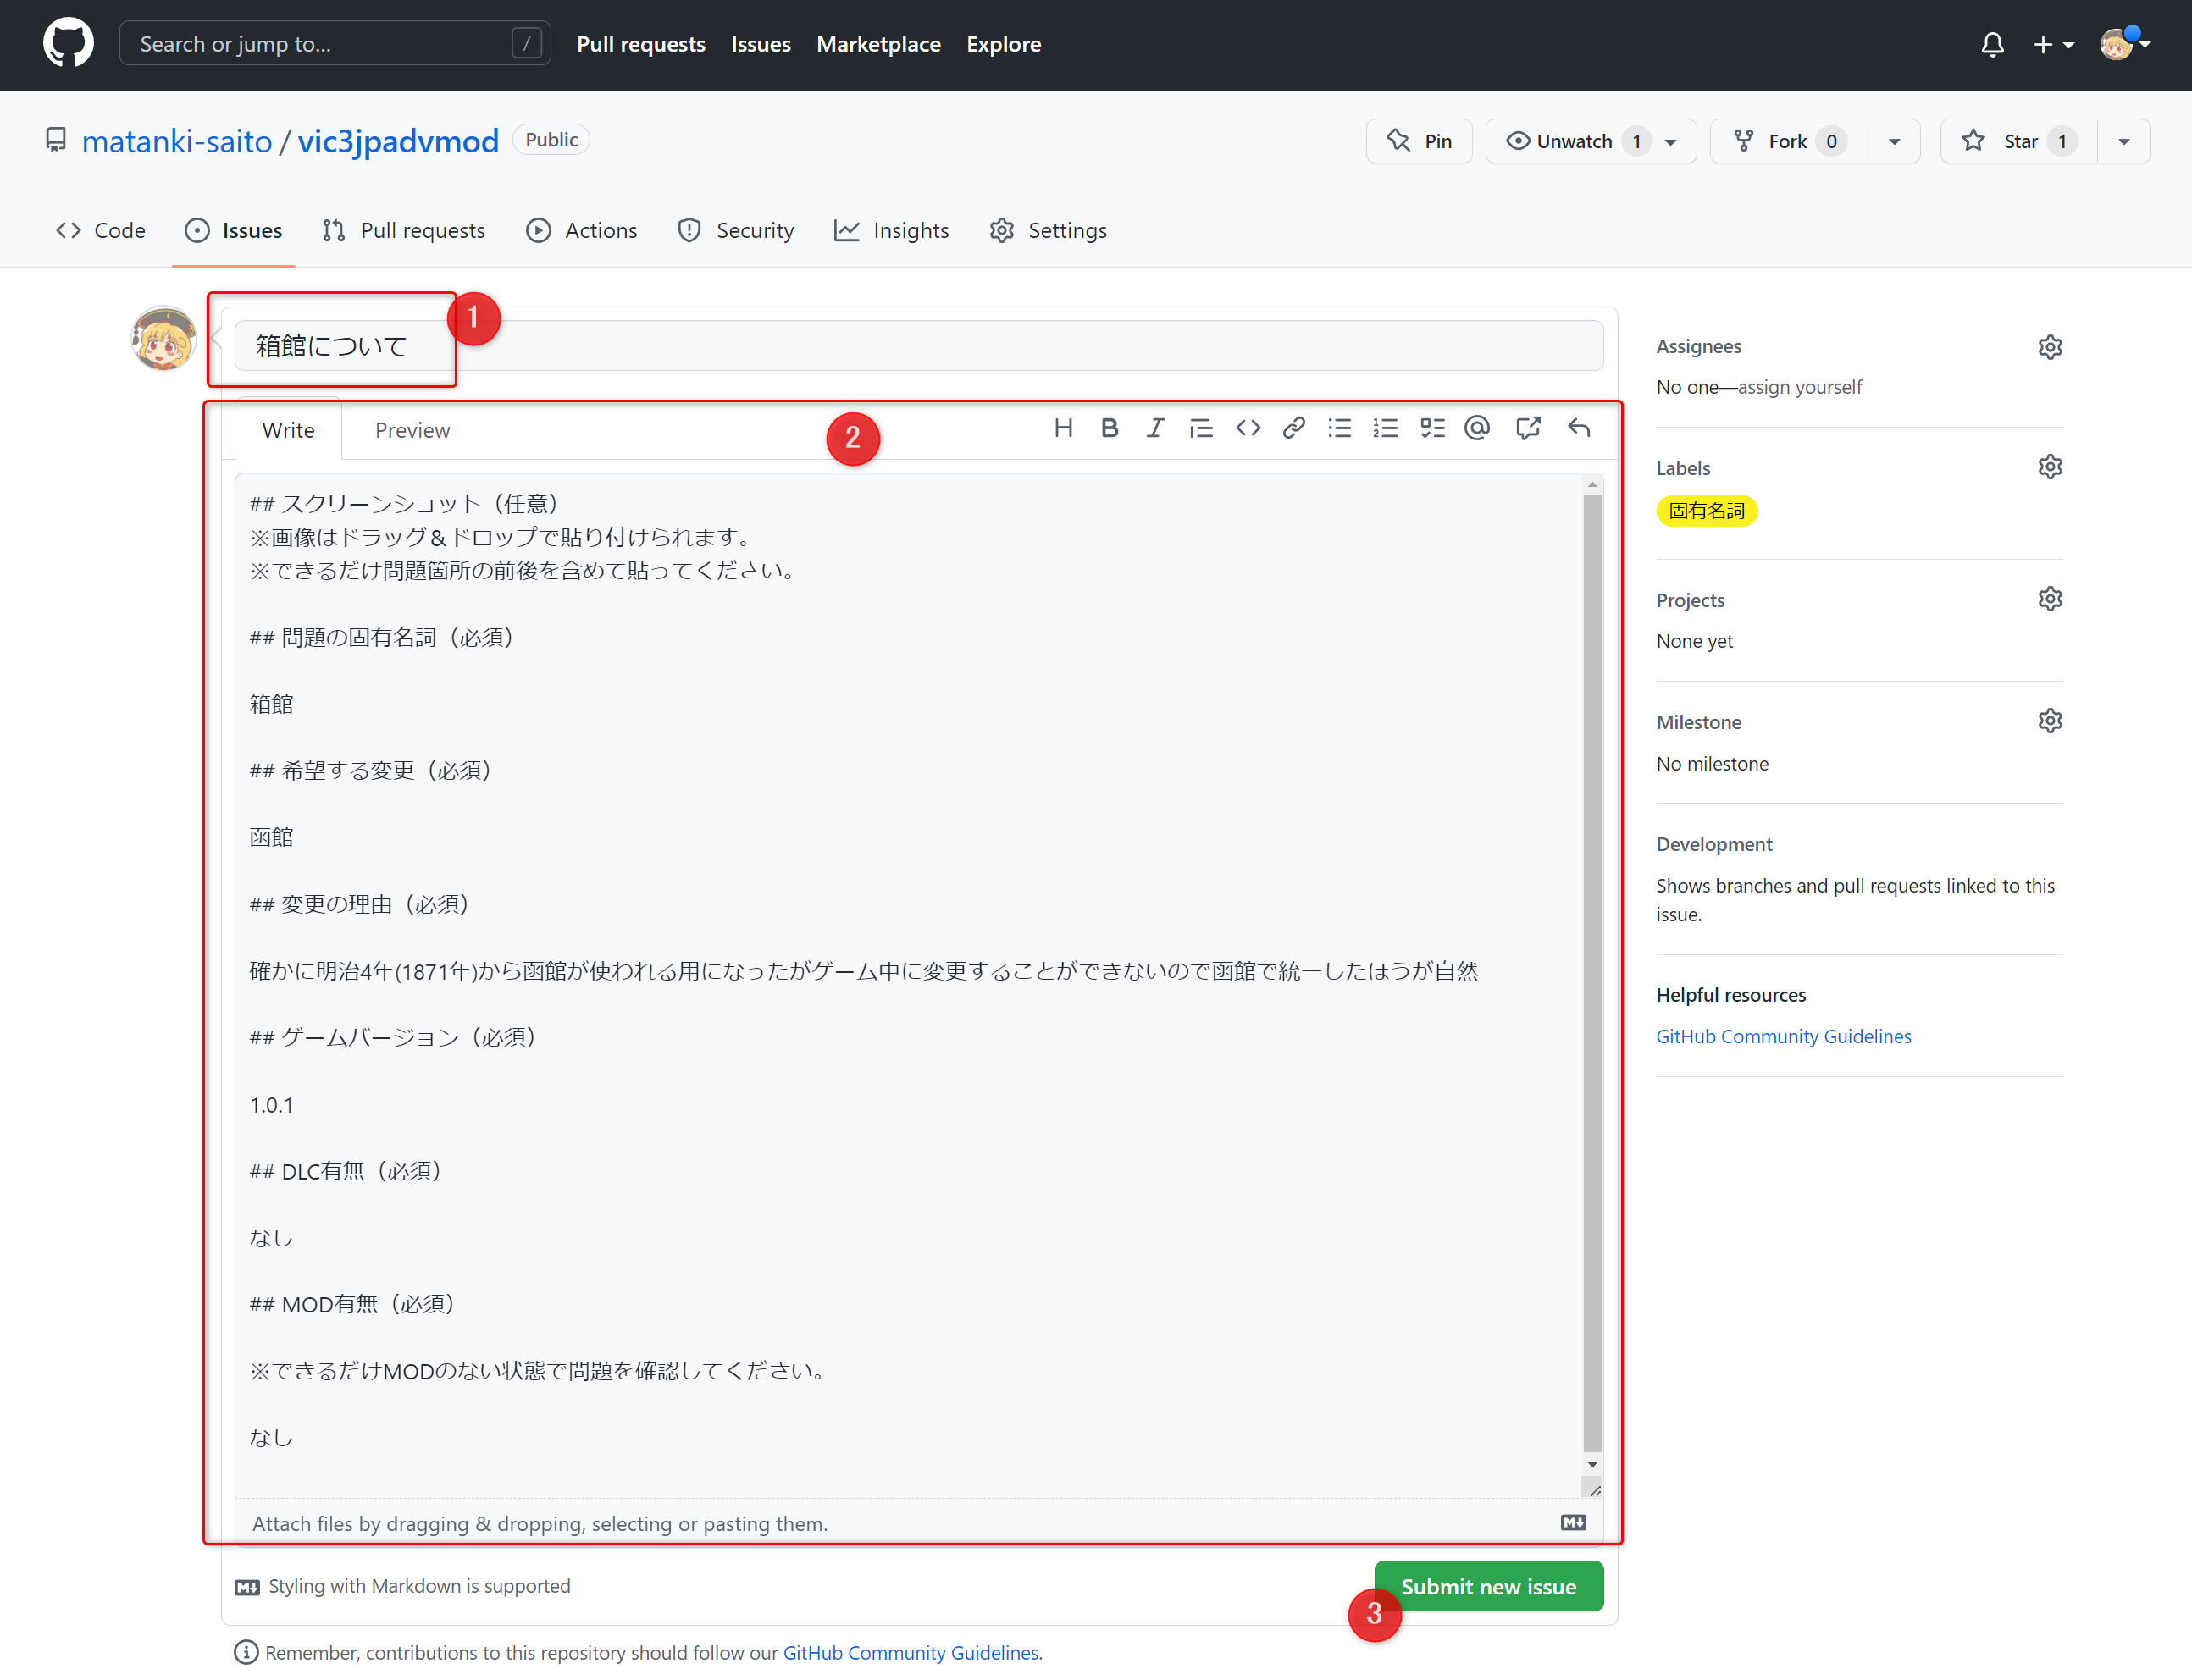 Search or jump to...
/
Pull requests
Issues
Marketplace
Explore
matanki-saito / vic3jpadvmod
Public
Pin
Unwatch 1
Fork 0
Star 1
Code
Issues
Pull requests
Actions
Security
Insights
Settings
箱館について
1
Write
Preview
2
## スクリーンショット（任意）
※画像はドラッグ＆ドロップで貼り付けられます。
※できるだけ問題箇所の前後を含めて貼ってください。
## 問題の固有名詞（必須）
箱館
## 希望する変更（必須）
函館
## 変更の理由（必須）
確かに明治4年(1871年)から函館が使われる用になったがゲーム中に変更することができないので函館で統一したほうが自然
## ゲームバージョン（必須）
1.0.1
## DLC有無（必須）
なし
## MOD有無（必須）
※できるだけMODのない状態で問題を確認してください。
なし
Attach files by dragging & dropping, selecting or pasting them.
Styling with Markdown is supported
Submit new issue
3
Remember, contributions to this repository should follow our GitHub Community Guidelines.
Assignees
No one—assign yourself
Labels
固有名詞
Projects
None yet
Milestone
No milestone
Development
Shows branches and pull requests linked to this
issue.
Helpful resources
GitHub Community Guidelines